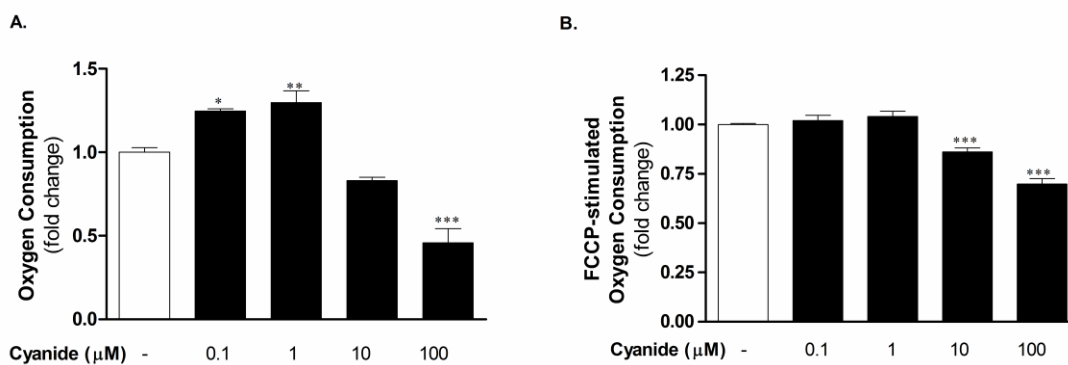 A.
Oxygen Consumption
(fold change)
1.5
1.0
0.5
0.0
*
**
***
Cyanide (μM) - 0.1 1 10 100
B.
FCCP-stimulated
Oxygen Consumption
(fold change)
1.25
1.00
0.75
0.50
0.25
0.00
***
***
Cyanide (μM) - 0.1 1 10 100